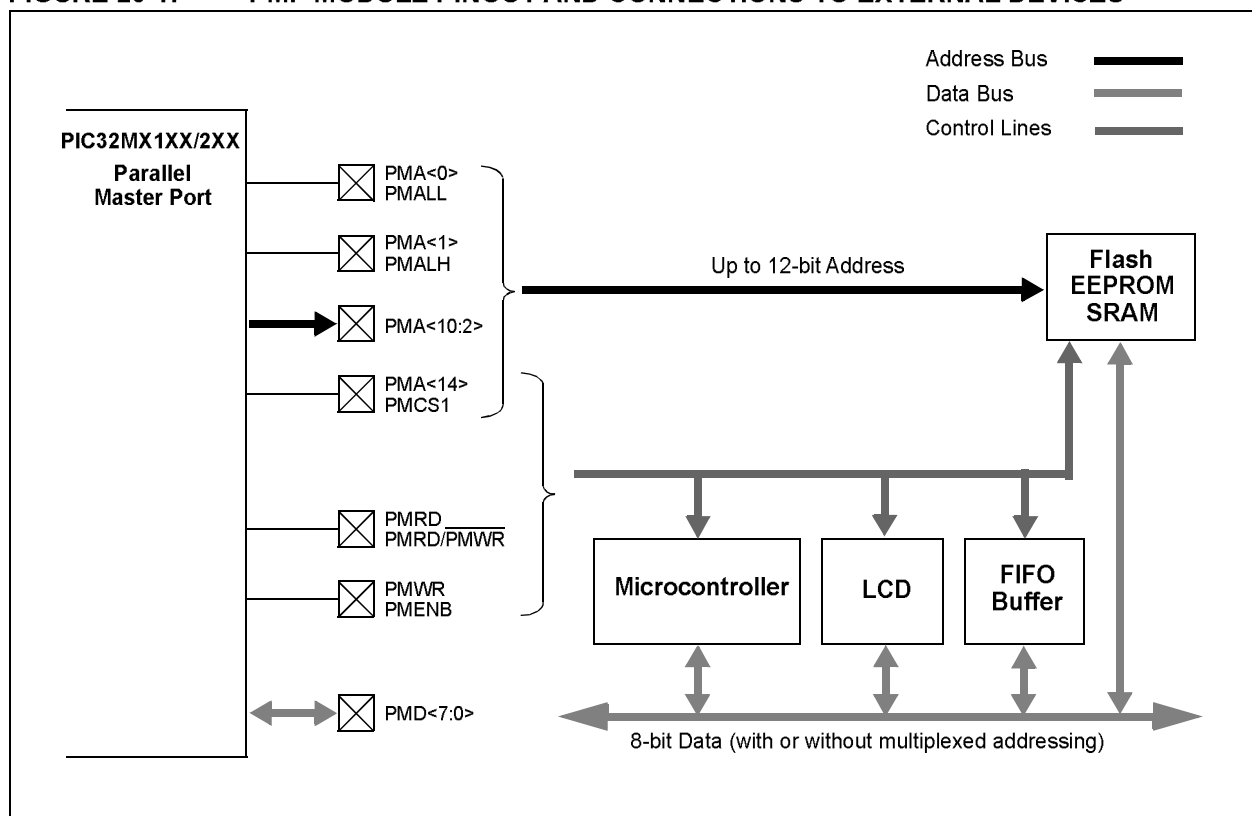 Address Bus
Data Bus
Control Lines
PIC32MX1XX/2XX
Parallel
Master Port
PMA<0>
PMALL
PMA<1>
PMALH
PMA<10:2>
PMA<14>
PMCS1
PMRD
PMRD/PMWR
PMWR
PMENB
PMD<7:0>
Up to 12-bit Address
Flash
EEPROM
SRAM
Microcontroller
LCD
FIFO
Buffer
8-bit Data (with or without multiplexed addressing)